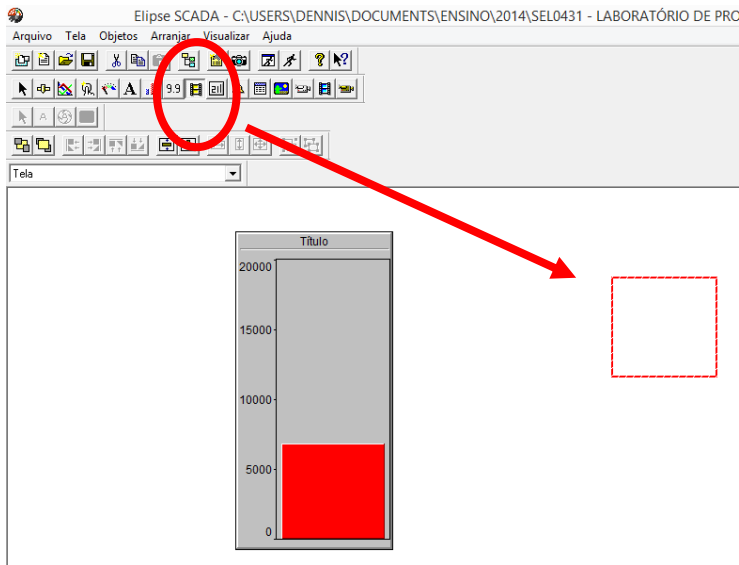 Elipse SCADA - C:\USERS\DENNIS\DOCUMENTS\ENSINO\2014\SEL0431 - LABORATÓRIO DE PRO
Arquivo Tela Objetos Arranjar Visualizar Ajuda
A 9.9
A
Tela
Título
20000
15000
10000
5000
0